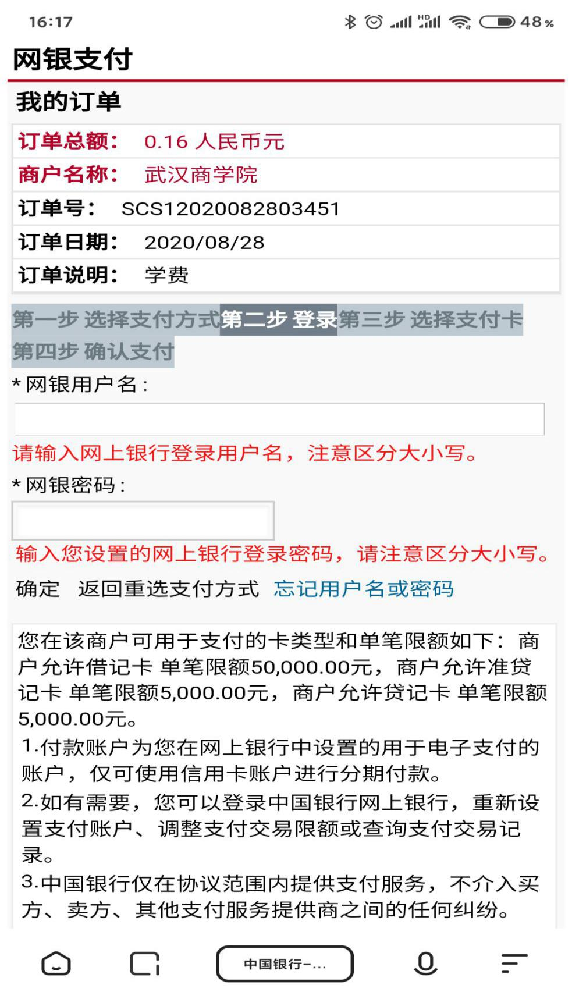 16:17
HD
48%
网银支付
我的订单
订单总额： 0.16 人民币元
商户名称： 武汉商学院
订单号： SCS12020082803451
订单日期： 2020/08/28
订单说明： 学费
第一步 选择支付方式第二步 登录第三步 选择支付卡
第四步 确认支付
*网银用户名:
请输入网上银行登录用户名，注意区分大小写。
*网银密码:
输入您设置的网上银行登录密码，请注意区分大小写。
确定 返回重选支付方式 忘记用户名或密码
您在该商户可用于支付的卡类型和单笔限额如下：商
户允许借记卡 单笔限额50,000.00元，商户允许准贷
记卡 单笔限额5,000.00元，商户允许贷记卡 单笔限额
5,000.00元。
1.付款账户为您在网上银行中设置的用于电子支付的
账户，仅可使用信用卡账户进行分期付款。
2.如有需要，您可以登录中国银行网上银行，重新设
置支付账户、调整支付交易限额或查询支付交易记
录。
3.中国银行仅在协议范围内提供支付服务，不介入买
方、卖方、其他支付服务提供商之间的任何纠纷。
中国银行-...